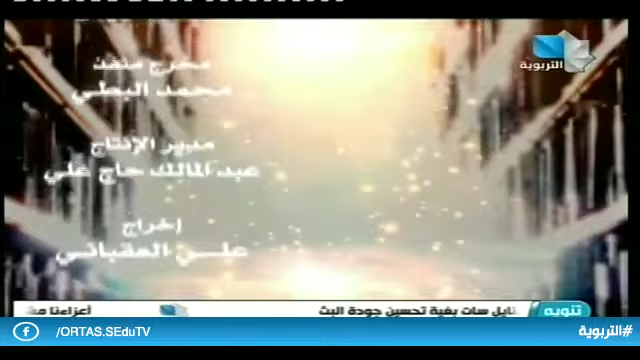 التربوية
مخرج منفذ
محمد البطي
مدير الإنتاج
عبدالمالك حاج علي
إخراج
علي العقباني
تنويه
نايل سات بغية تحسين جودة البث
أعزاءنا
/ORTAS.SEduTV
#التربوية